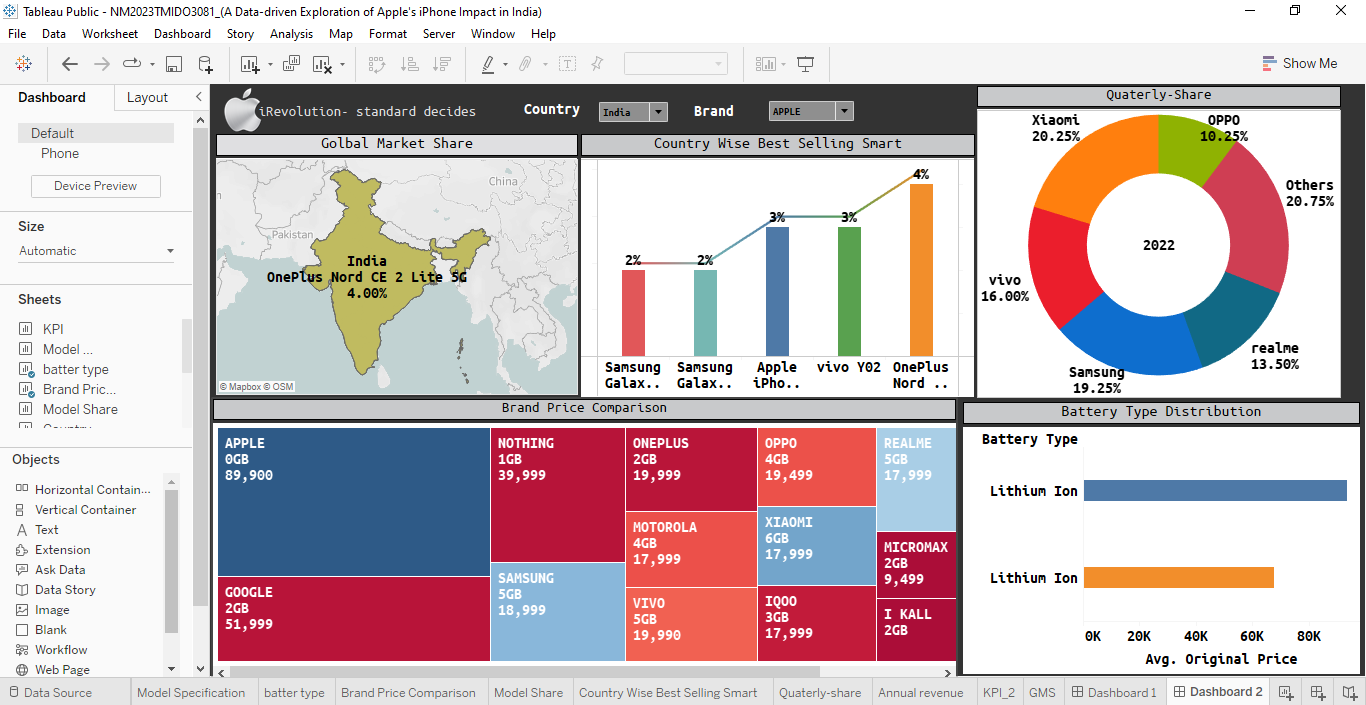 Tableau Public - NM2023TMIDO3081_(A Data-driven Exploration of Apple's iPhone Impact in India)
File Data Worksheet Dashboard Story Analysis Map Format Server Window Help
Show Me
Dashboard Layout
Default
Phone
Device Preview
Size
Automatic
Sheets
KPI
Model ...
batter type
Brand Pric...
Model Share
Objects
Horizontal Contain...
Vertical Container
Text
Extension
Ask Data
Data Story
Image
Blank
Workflow
Web Page
iRevolution- standard decides
Country
India
Brand
APPLE
Golbal Market Share
China
Pakistan
India
OnePlus Nord CE 2 Lite 5G
4.00%
© Mapbox © OSM
Country Wise Best Selling Smart
2% 2% 3% 3% 4%
Samsung Galax..
Samsung Galax..
Apple iPho..
vivo Y02
OnePlus Nord ..
Quaterly-Share
Xiaomi
20.25%
OPPO
10.25%
Others
20.75%
2022
vivo
16.00%
realme
13.50%
Samsung
19.25%
Brand Price Comparison
APPLE
0GB
89,900
GOOGLE
2GB
51,999
NOTHING
1GB
39,999
SAMSUNG
5GB
18,999
ONEPLUS
2GB
19,999
MOTOROLA
4GB
17,999
VIVO
5GB
19,990
OPPO
4GB
19,499
XIAOMI
6GB
17,999
IQOO
3GB
17,999
REALME
5GB
17,999
MICROMAX
2GB
9,499
I KALL
2GB
Battery Type Distribution
Battery Type
Lithium Ion
Lithium Ion
0K 20K 40K 60K 80K
Avg. Original Price
Data Source Model Specification batter type Brand Price Comparison Model Share Country Wise Best Selling Smart Quaterly-share Annual revenue KPI_2 GMS Dashboard 1 Dashboard 2